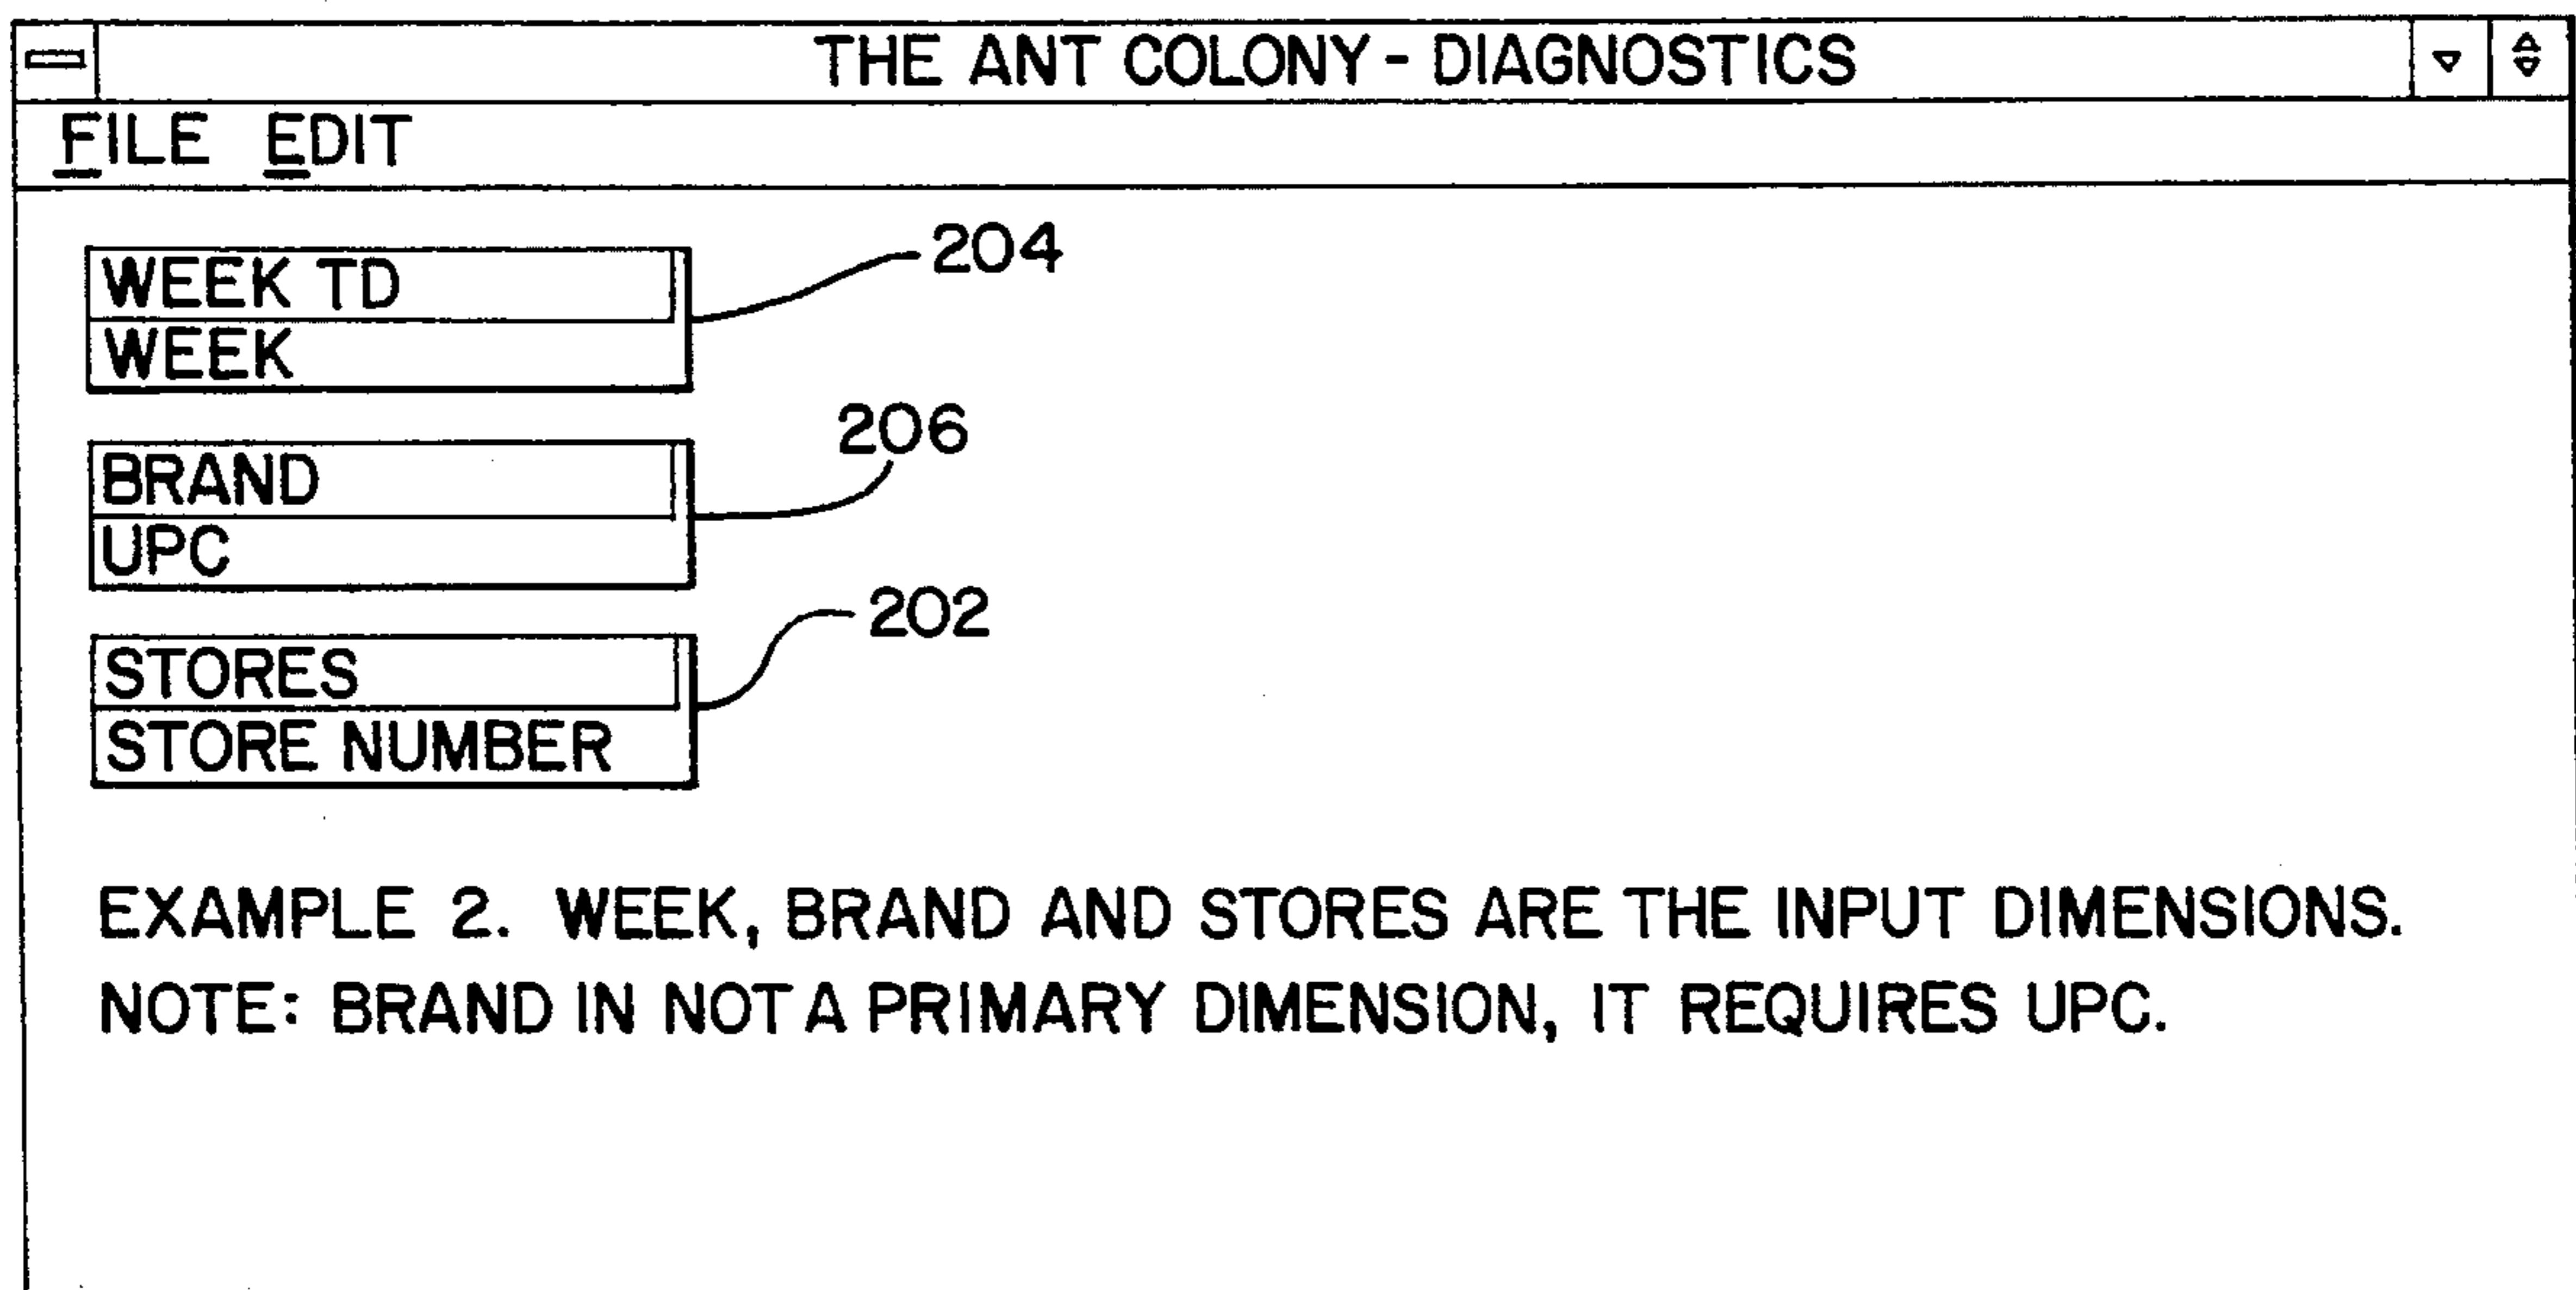 THE ANT COLONY - DIAGNOSTICS
FILE EDIT
204
WEEK TD
WEEK
206
BRAND
UPC
202
STORES
STORE NUMBER
EXAMPLE 2. WEEK, BRAND AND STORES ARE THE INPUT DIMENSIONS.
NOTE: BRAND IN NOT A PRIMARY DIMENSION, IT REQUIRES UPC.